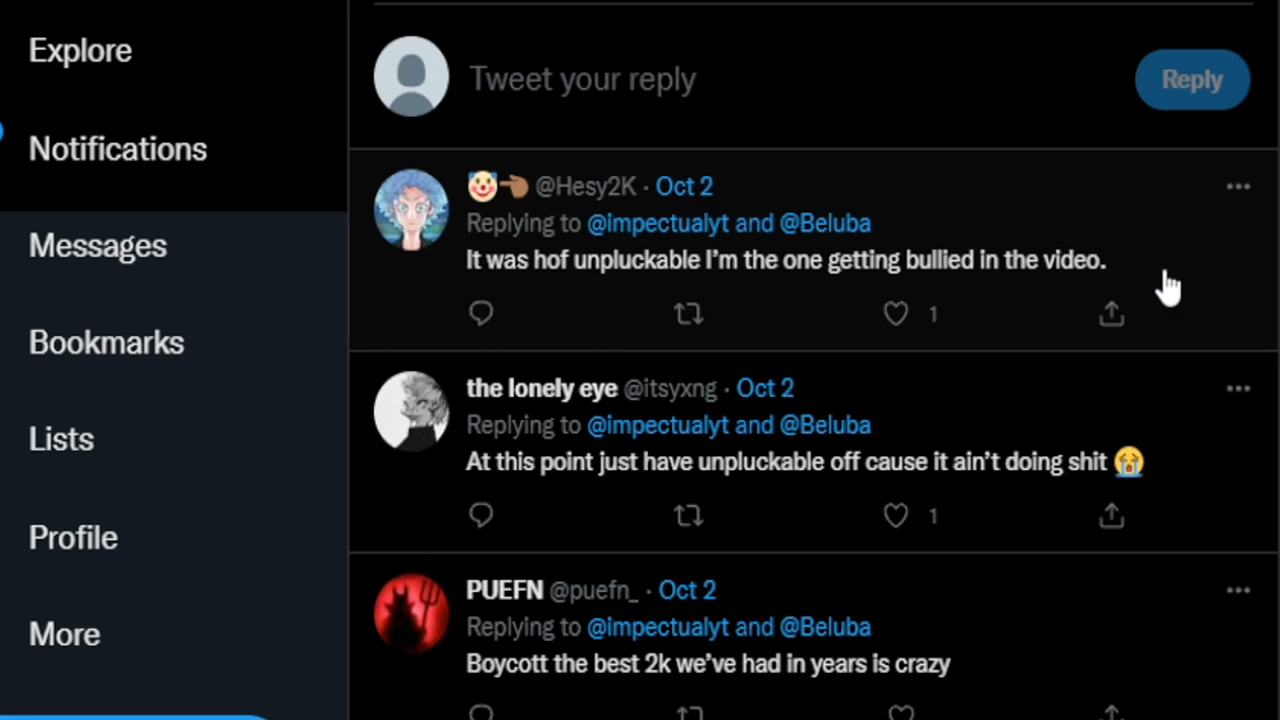 Explore
Notifications
Messages
Bookmarks
Lists
Profile
More
Tweet your reply
Reply
🤡👈🏾 @Hesy2K · Oct 2
Replying to @impectualyt and @Beluba
It was hof unpluckable I’m the one getting bullied in the video.
1
the lonely eye @itsyxng · Oct 2
Replying to @impectualyt and @Beluba
At this point just have unpluckable off cause it ain’t doing shit 😭
1
PUEFN @puefn_ · Oct 2
Replying to @impectualyt and @Beluba
Boycott the best 2k we’ve had in years is crazy